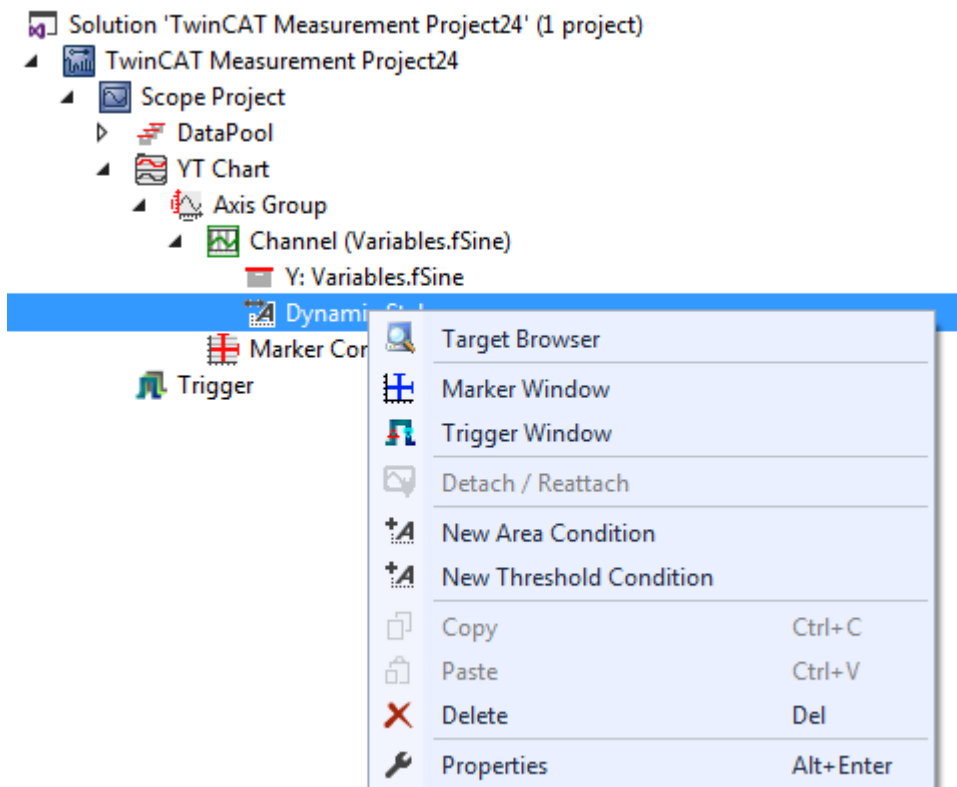 Solution 'TwinCAT Measurement Project24' (1 project)
TwinCAT Measurement Project24
Scope Project
DataPool
YT Chart
Axis Group
Channel (Variables.fSine)
Y: Variables.fSine
Marker
Trigger
Target Browser
Marker Window
Trigger Window
Detach / Reattach
New Area Condition
New Threshold Condition
Copy Ctrl+C
Paste Ctrl+V
Delete Del
Properties Alt+Enter